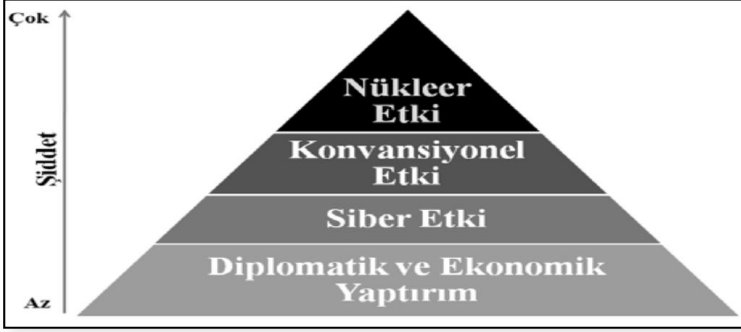 Çok
Nükleer
Etki
Konvansiyonel
Etki
Şiddet
Siber Etki
Diplomatik ve Ekonomik
Yaptırım
Az